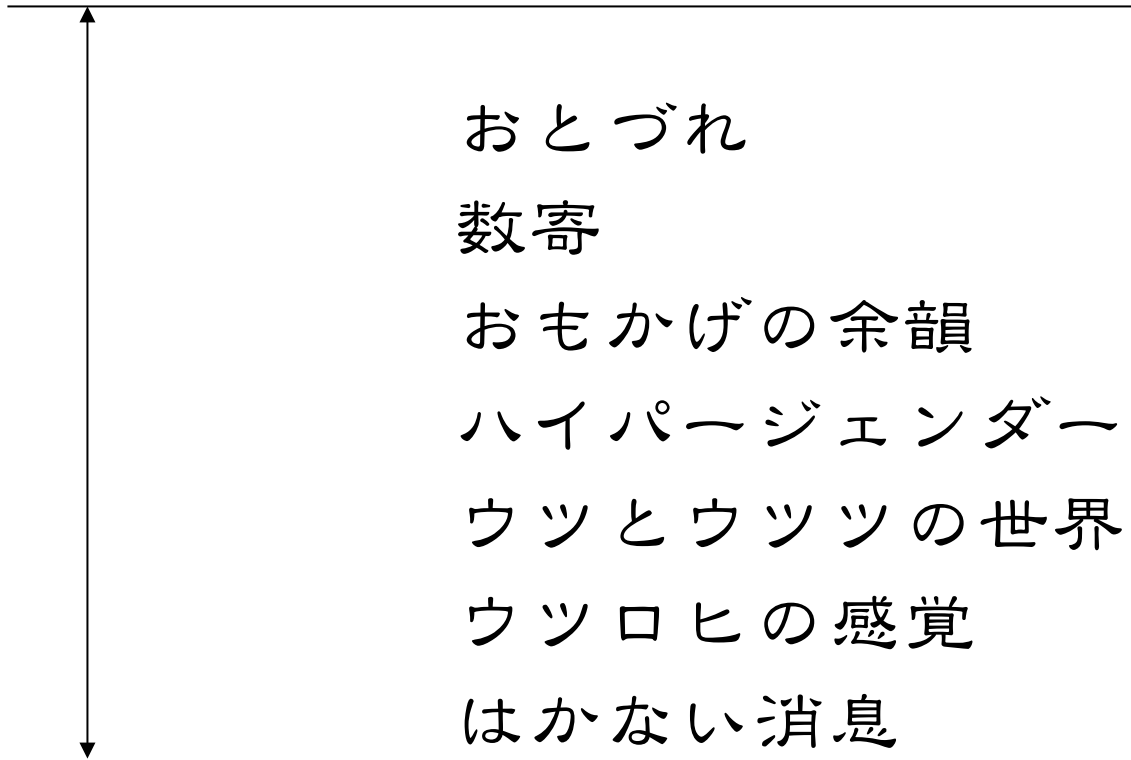 おとづれ
数寄
おもかげの余韻
ハイパージェンダー
ウツとウツツの世界
ウツロヒの感覚
はかない消息